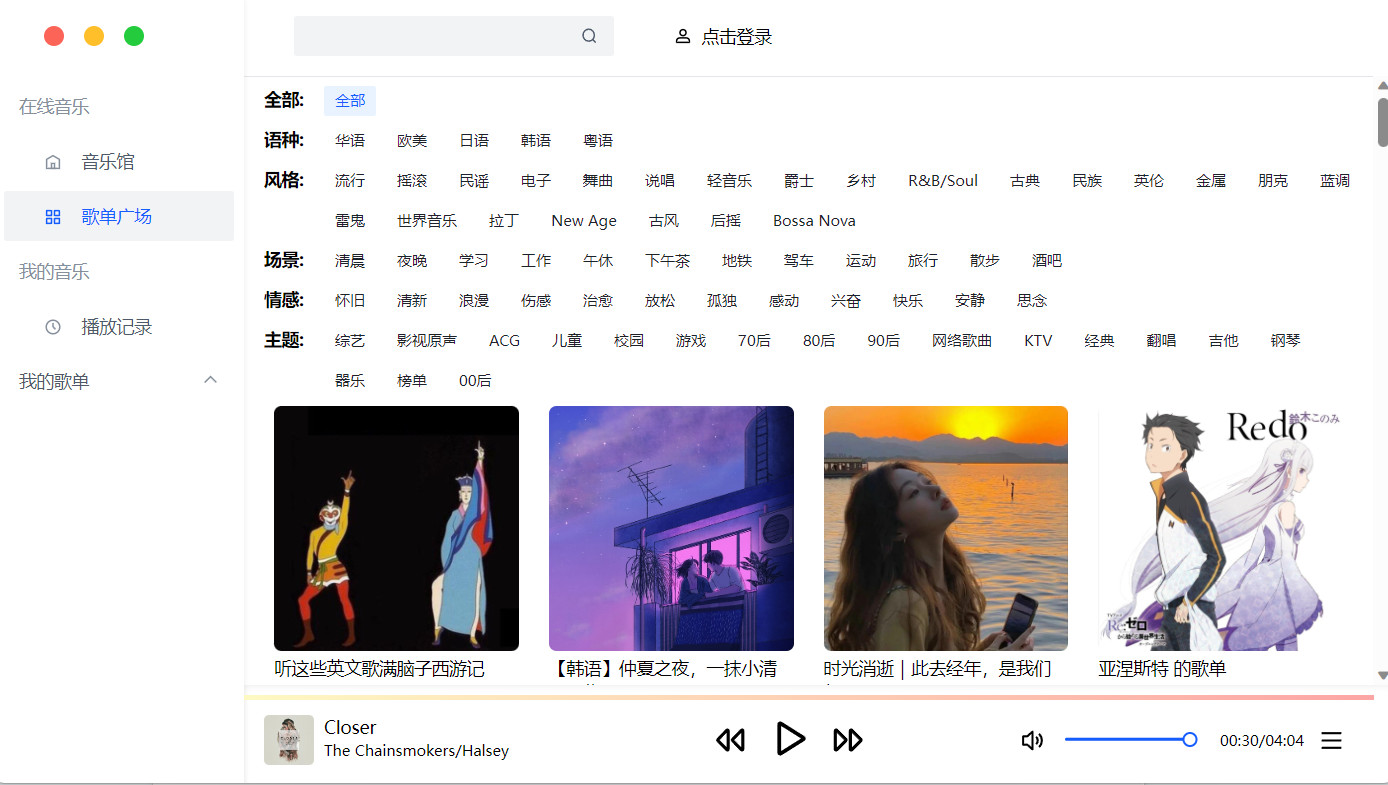 点击登录
在线音乐
音乐馆
歌单广场
我的音乐
播放记录
我的歌单
全部: 全部
语种: 华语 欧美 日语 韩语 粤语
风格: 流行 摇滚 民谣 电子 舞曲 说唱 轻音乐 爵士 乡村 R&B/Soul 古典 民族 英伦 金属 朋克 蓝调
雷鬼 世界音乐 拉丁 New Age 古风 后摇 Bossa Nova
场景: 清晨 夜晚 学习 工作 午休 下午茶 地铁 驾车 运动 旅行 散步 酒吧
情感: 怀旧 清新 浪漫 伤感 治愈 放松 孤独 感动 兴奋 快乐 安静 思念
主题: 综艺 影视原声 ACG 儿童 校园 游戏 70后 80后 90后 网络歌曲 KTV 经典 翻唱 吉他 钢琴
器乐 榜单 00后
Redo
鈴木このみ
Re:ゼロ
から始める異世界生活
听这些英文歌满脑子西游记
【韩语】仲夏之夜，一抹小清
时光消逝｜此去经年，是我们
亚涅斯特 的歌单
Closer
The Chainsmokers/Halsey
00:30/04:04